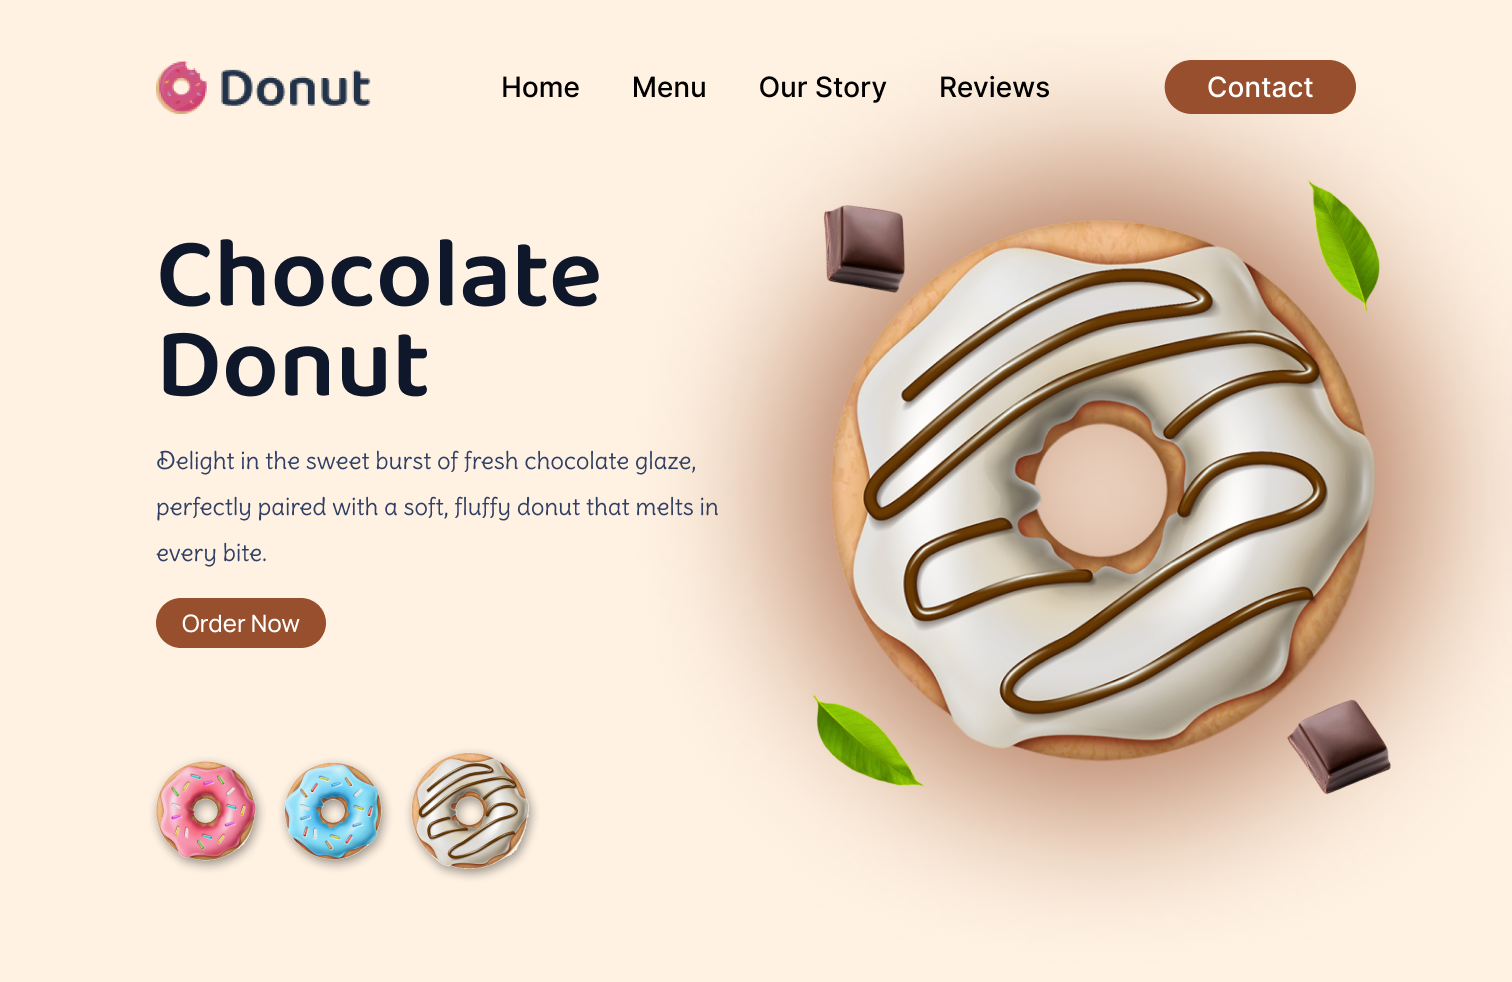 Donut
Home
Menu
Our Story
Reviews
Contact
Chocolate
Donut
Delight in the sweet burst of fresh chocolate glaze,
perfectly paired with a soft, fluffy donut that melts in
every bite.
Order Now